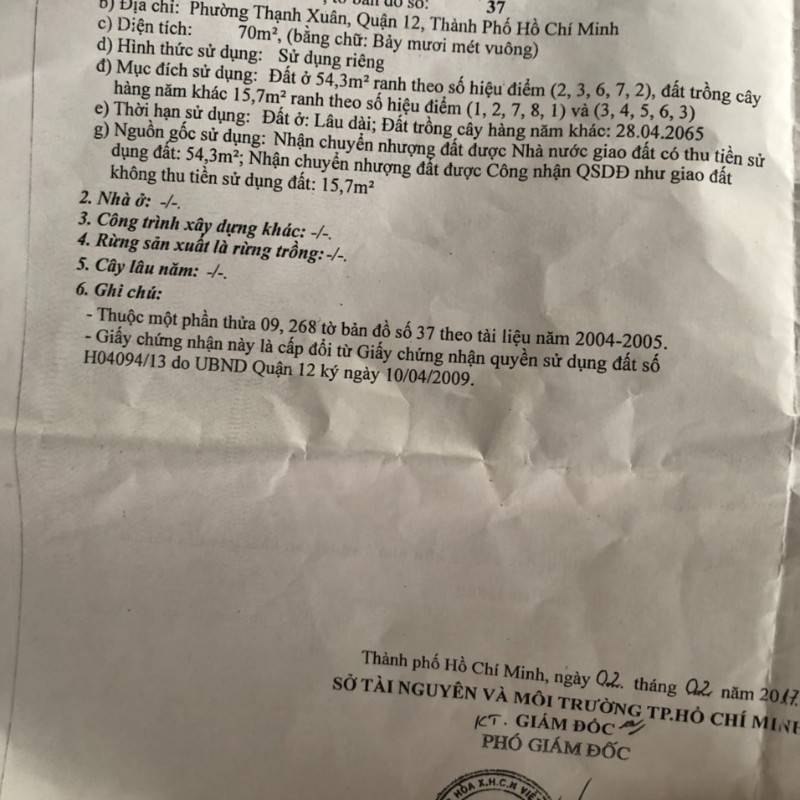 tờ bản đồ số: 37
b) Địa chỉ: Phường Thạnh Xuân, Quận 12, Thành Phố Hồ Chí Minh
c) Diện tích: 70m², (bằng chữ: Bảy mươi mét vuông)
d) Hình thức sử dụng: Sử dụng riêng
đ) Mục đích sử dụng: Đất ở 54,3m² ranh theo số hiệu điểm (2, 3, 6, 7, 2), đất trồng cây
hàng năm khác 15,7m² ranh theo số hiệu điểm (1, 2, 7, 8, 1) và (3, 4, 5, 6, 3)
e) Thời hạn sử dụng: Đất ở: Lâu dài; Đất trồng cây hàng năm khác: 28.04.2065
g) Nguồn gốc sử dụng: Nhận chuyển nhượng đất được Nhà nước giao đất có thu tiền sử
dụng đất: 54,3m²; Nhận chuyển nhượng đất được Công nhận QSDĐ như giao đất
không thu tiền sử dụng đất: 15,7m²
2. Nhà ở: -/-.
3. Công trình xây dựng khác: -/-.
4. Rừng sản xuất là rừng trồng: -/-.
5. Cây lâu năm: -/-.
6. Ghi chú:
- Thuộc một phần thửa 09, 268 tờ bản đồ số 37 theo tài liệu năm 2004-2005.
- Giấy chứng nhận này là cấp đổi từ Giấy chứng nhận quyền sử dụng đất số
H04094/13 do UBND Quận 12 ký ngày 10/04/2009.
Thành phố Hồ Chí Minh, ngày 02. tháng 02 năm 2017
SỞ TÀI NGUYÊN VÀ MÔI TRƯỜNG TP.HỒ CHÍ MINH
KT. GIÁM ĐỐC
PHÓ GIÁM ĐỐC
HÒA X.H.C.N VIỆ